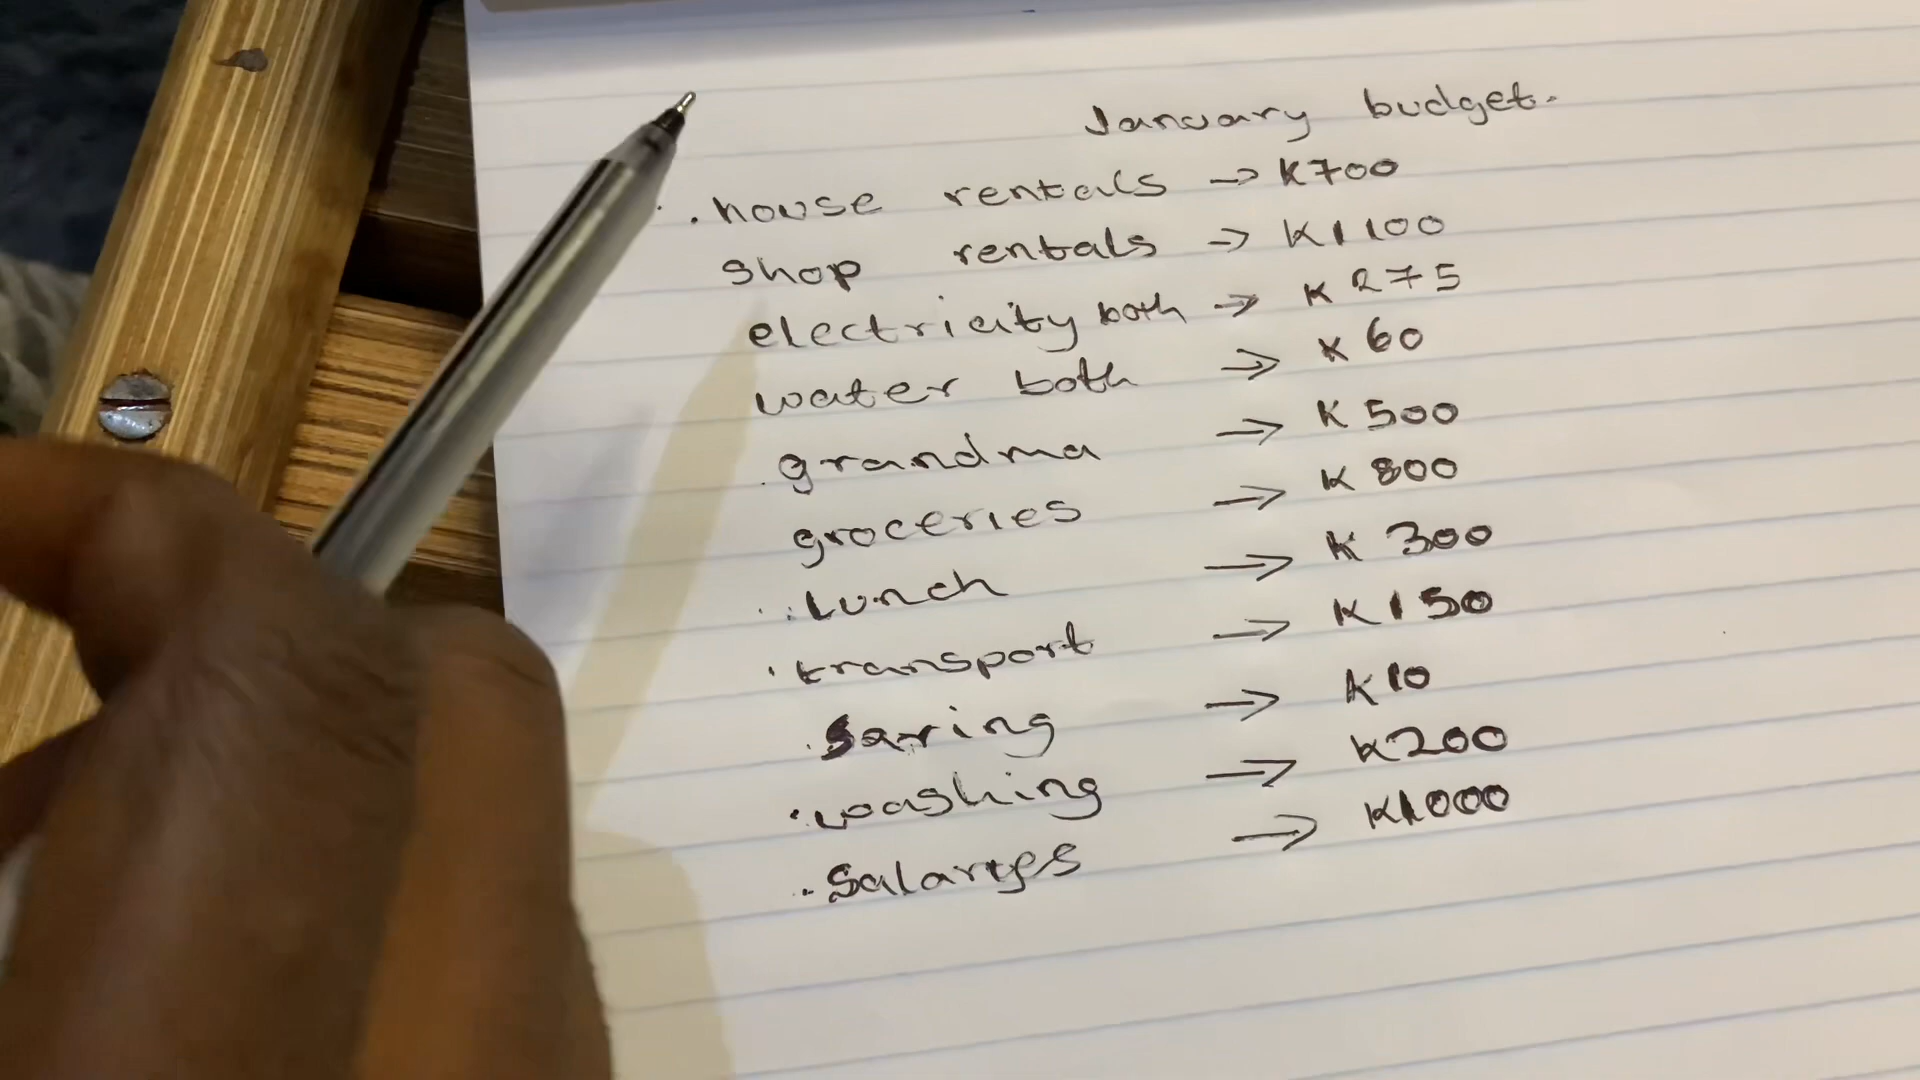 January budget.
house rentals → K700
shop rentals → K1100
electricity both → K275
water both → K60
grandma → K500
groceries → K800
lunch → K300
transport → K150
saving → K10
washing → K200
Salaryes → K1000